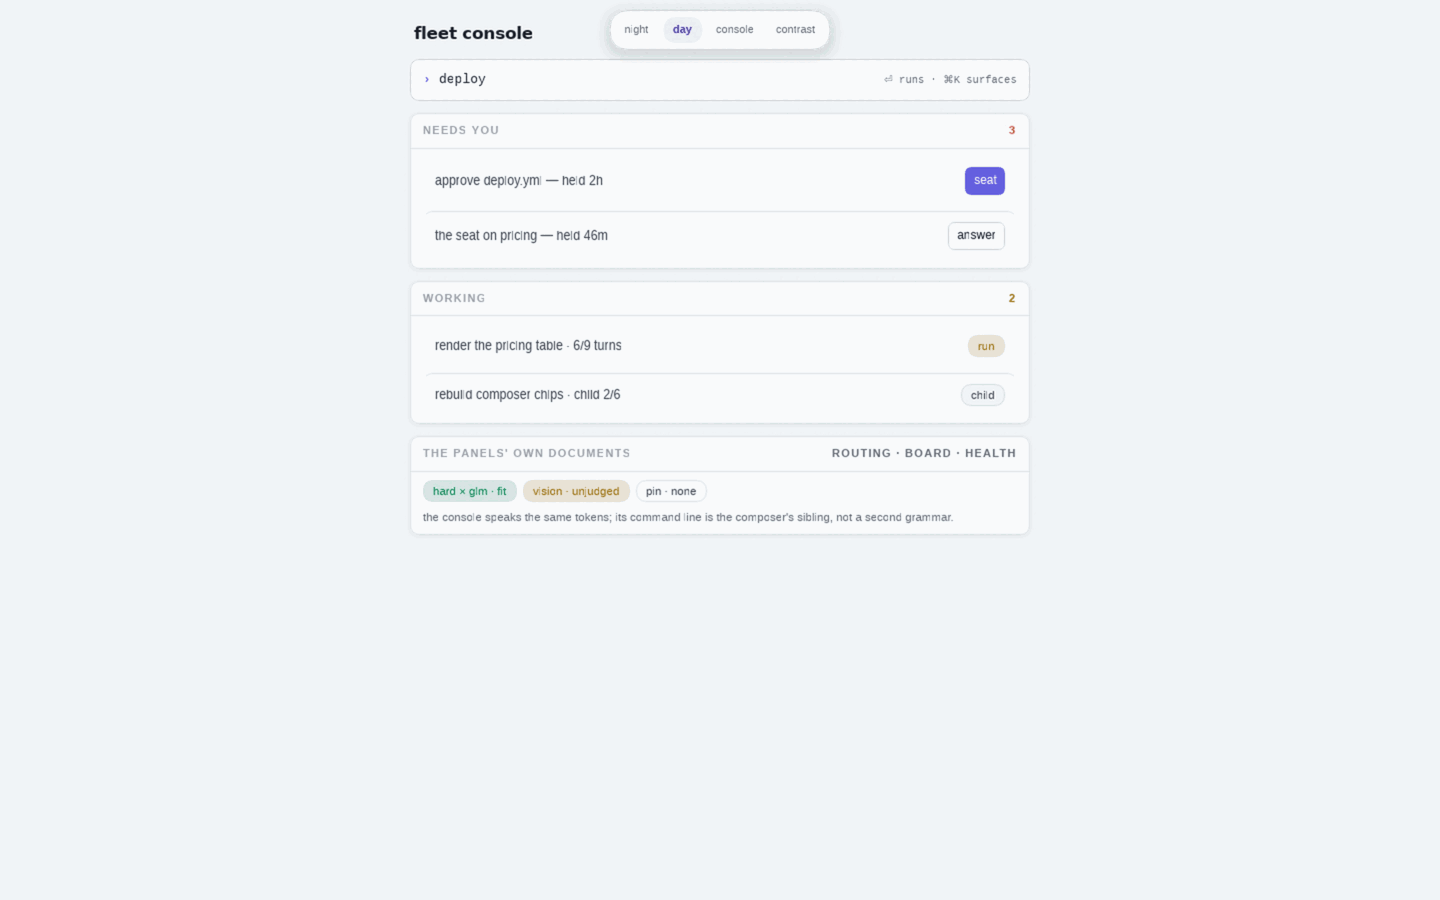 fleet console
night day console contrast
› deploy ⏎ runs · ⌘K surfaces
NEEDS YOU 3
approve deploy.yml — held 2h seat
the seat on pricing — held 46m answer
WORKING 2
render the pricing table · 6/9 turns run
rebuild composer chips · child 2/6 child
THE PANELS' OWN DOCUMENTS ROUTING · BOARD · HEALTH
hard × glm · fit vision · unjudged pin · none
the console speaks the same tokens; its command line is the composer's sibling, not a second grammar.